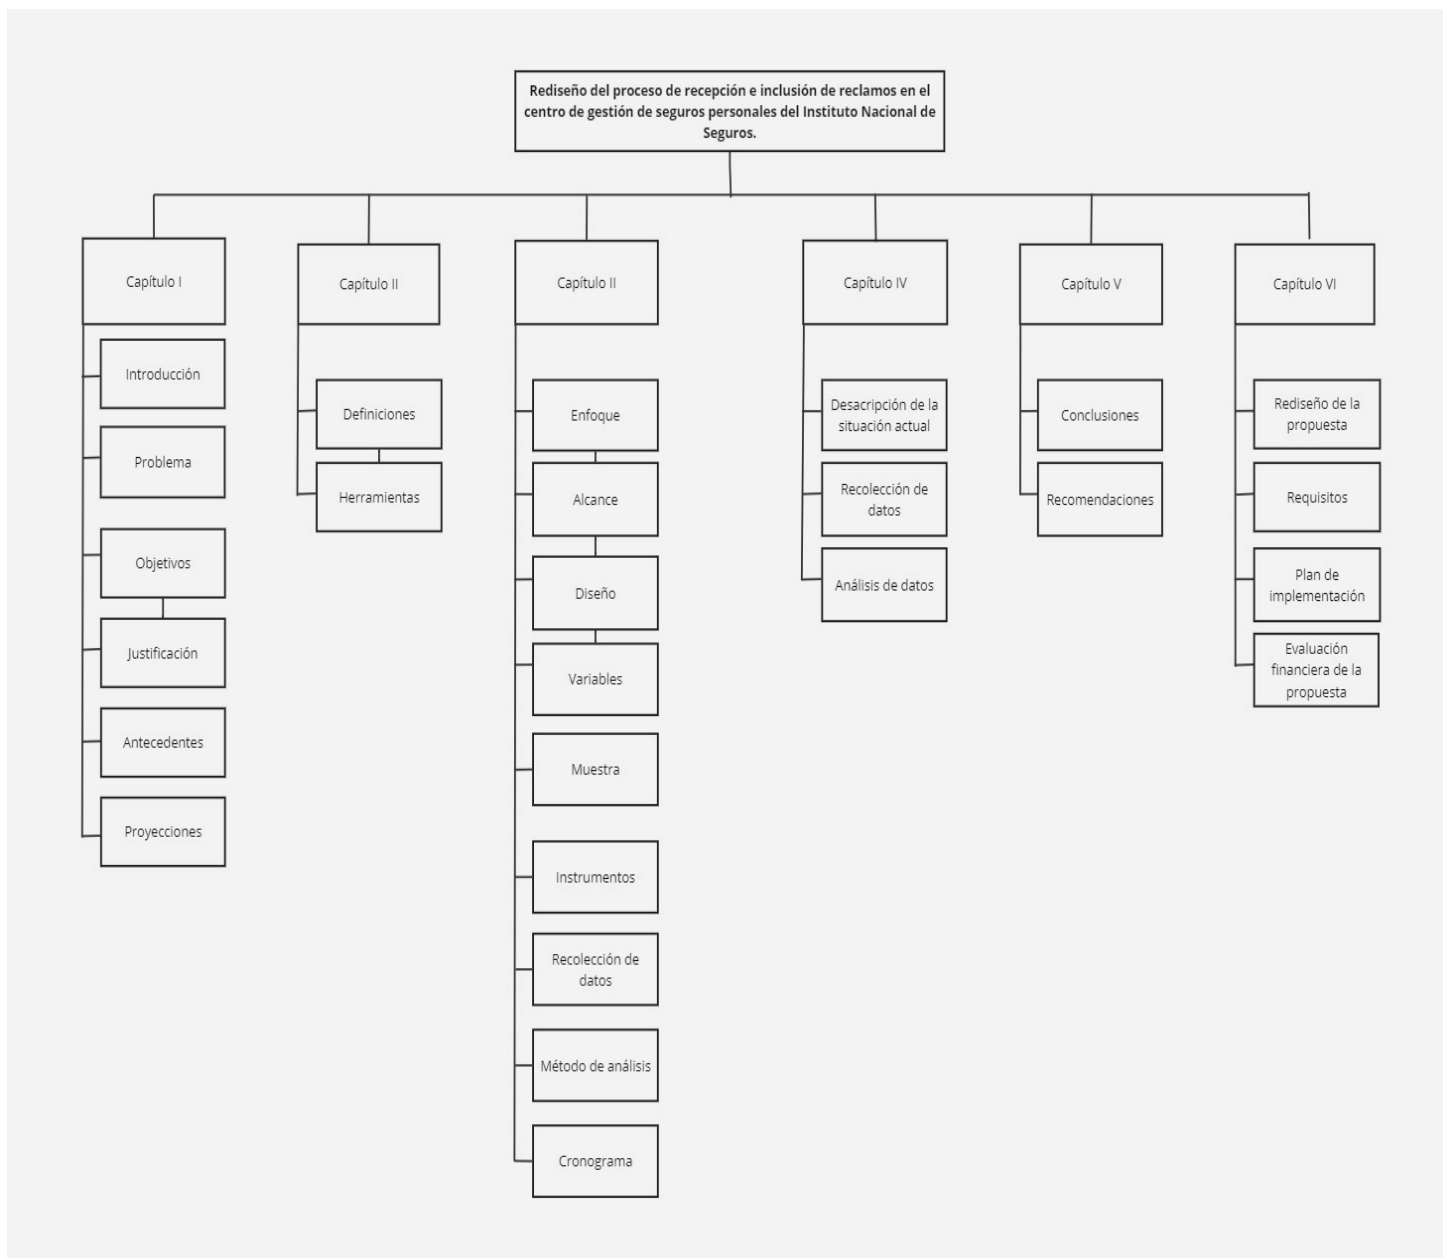 Rediseño del proceso de recepción e inclusión de reclamos en el
centro de gestión de seguros personales del Instituto Nacional de
Seguros.
Capítulo I
Introducción
Problema
Objetivos
Justificación
Antecedentes
Proyecciones
Capítulo II
Definiciones
Herramientas
Capítulo II
Enfoque
Alcance
Diseño
Variables
Muestra
Instrumentos
Recolección de
datos
Método de análisis
Cronograma
Capítulo IV
Desacripción de la
situación actual
Recolección de
datos
Análisis de datos
Capítulo V
Conclusiones
Recomendaciones
Capítulo VI
Rediseño de la
propuesta
Requisitos
Plan de
implementación
Evaluación
financiera de la
propuesta